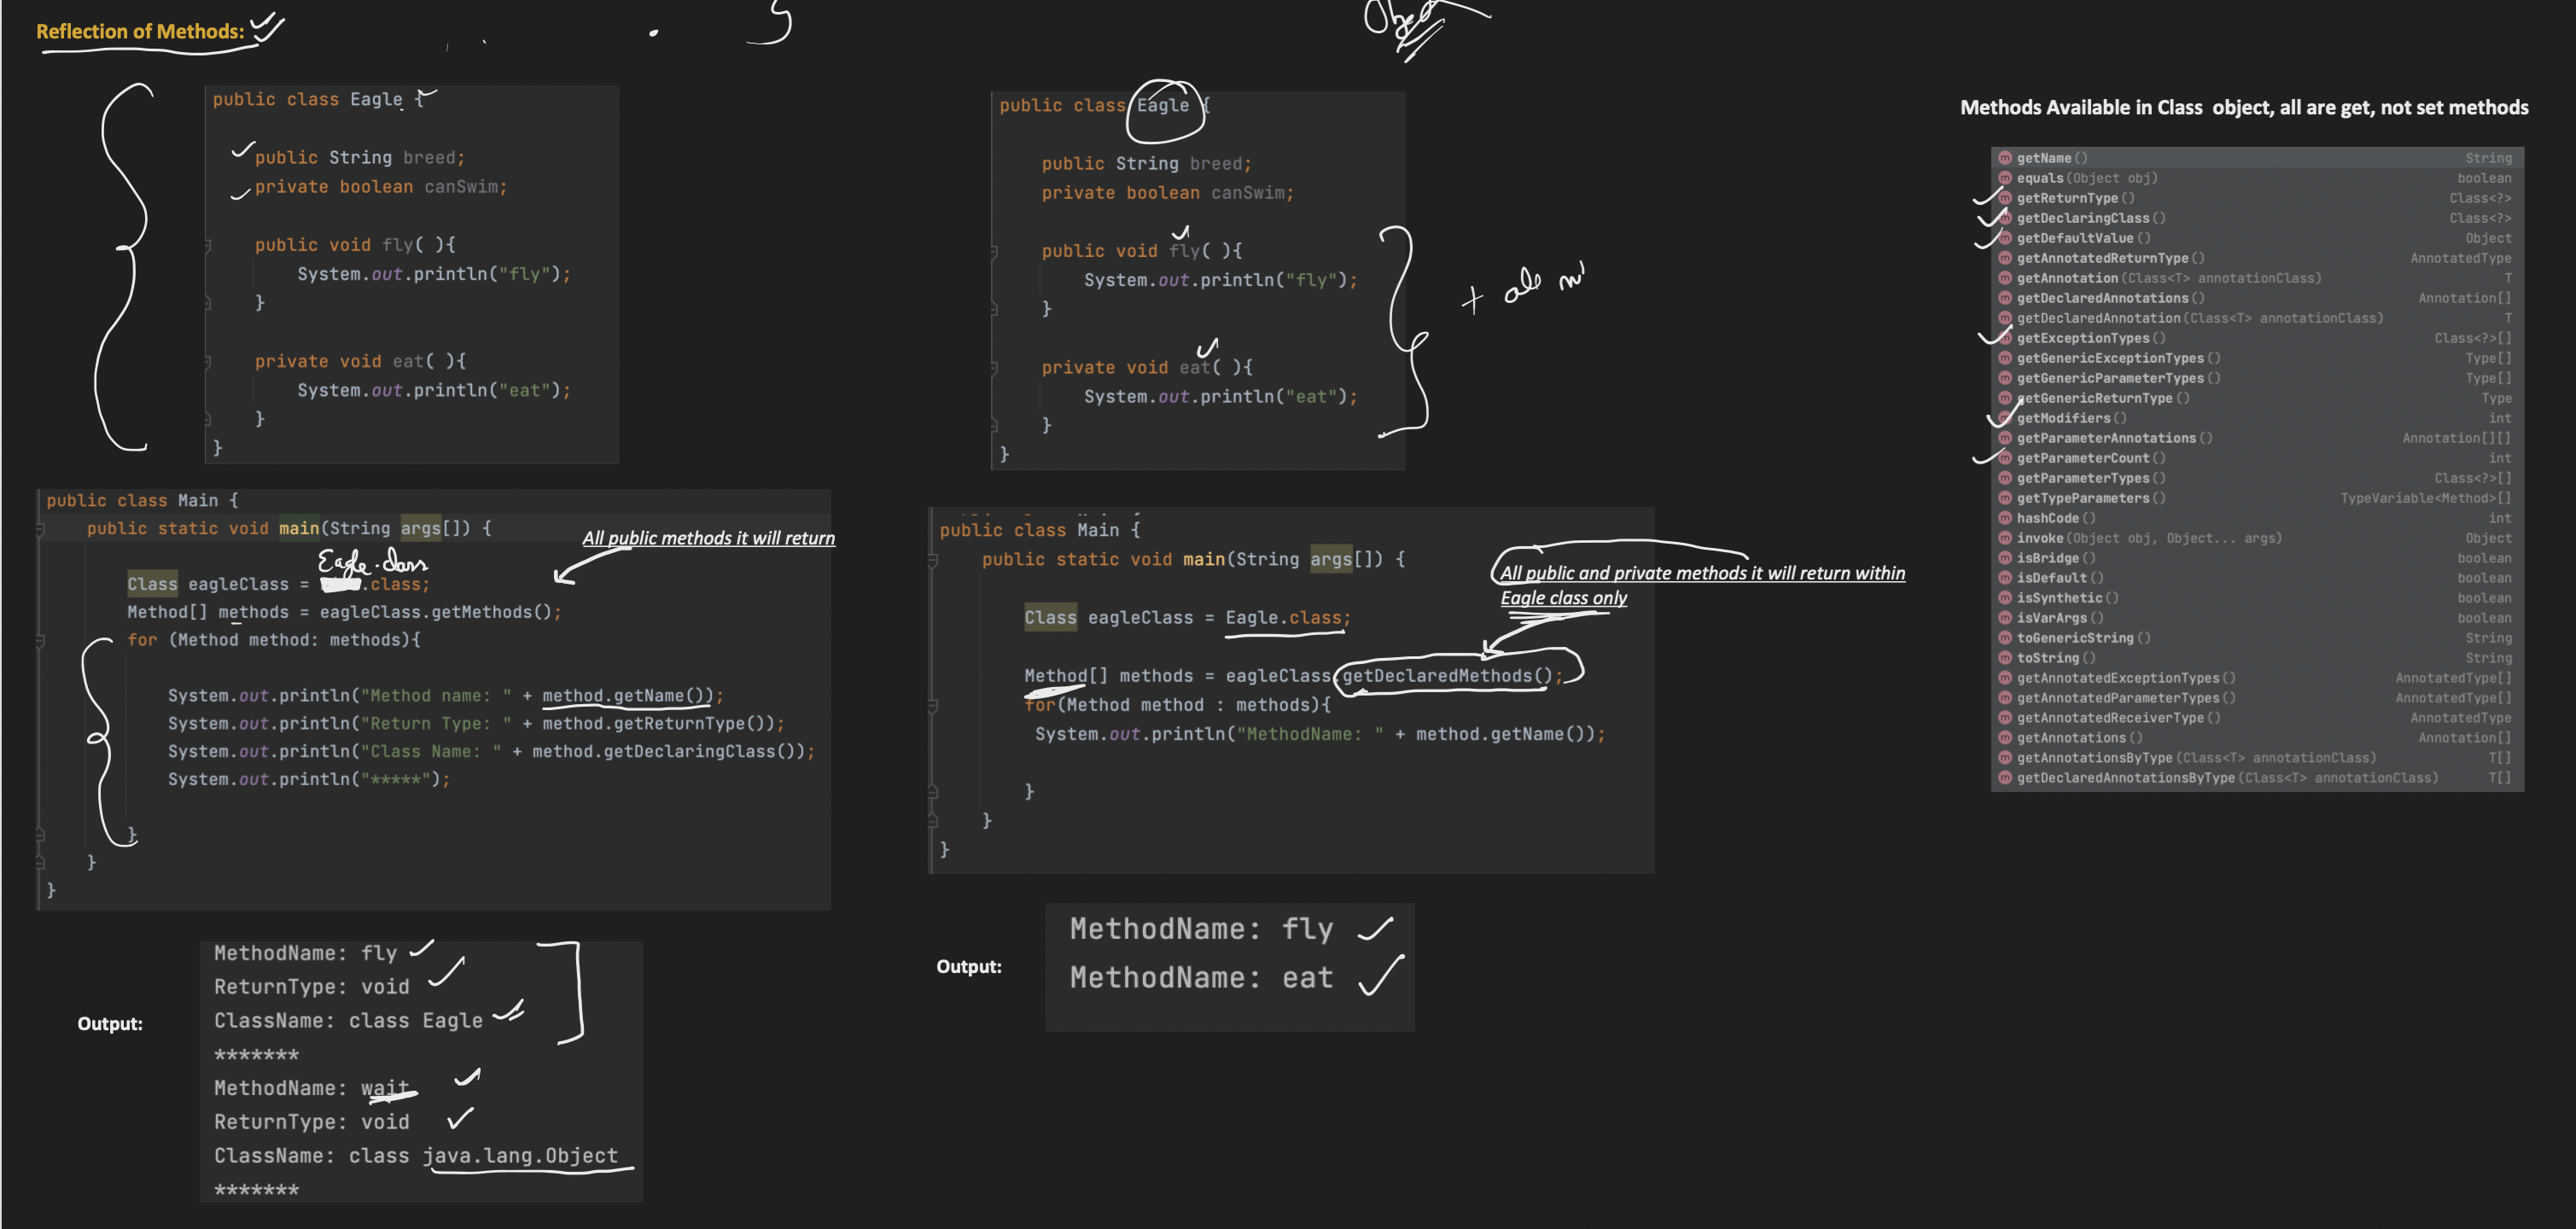 Reflection of Methods:
Object
public class Eagle {
public String breed;
private boolean canSwim;
public void fly( ){
System.out.println("fly");
}
private void eat( ){
System.out.println("eat");
}
}
public class Main {
public static void main(String args[]) {
Eagle.class
All public methods it will return
Class eagleClass = .class;
Method[] methods = eagleClass.getMethods();
for (Method method: methods){
System.out.println("Method name: " + method.getName());
System.out.println("Return Type: " + method.getReturnType());
System.out.println("Class Name: " + method.getDeclaringClass());
System.out.println("*****");
}
}
}
Output:
MethodName: fly
ReturnType: void
ClassName: class Eagle
*******
MethodName: wait
ReturnType: void
ClassName: class java.lang.Object
*******
public class Eagle {
public String breed;
private boolean canSwim;
public void fly( ){
System.out.println("fly");
}
private void eat( ){
System.out.println("eat");
}
}
+
public class Main {
public static void main(String args[]) {
All public and private methods it will return within
Eagle class only
Class eagleClass = Eagle.class;
Method[] methods = eagleClass.getDeclaredMethods();
for(Method method : methods){
System.out.println("MethodName: " + method.getName());
}
}
}
Output:
MethodName: fly
MethodName: eat
Methods Available in Class object, all are get, not set methods
getName() String
equals(Object obj) boolean
getReturnType() Class<?>
getDeclaringClass() Class<?>
getDefaultValue() Object
getAnnotatedReturnType() AnnotatedType
getAnnotation(Class<T> annotationClass) T
getDeclaredAnnotations() Annotation[]
getDeclaredAnnotation(Class<T> annotationClass) T
getExceptionTypes() Class<?>[]
getGenericExceptionTypes() Type[]
getGenericParameterTypes() Type[]
getGenericReturnType() Type
getModifiers() int
getParameterAnnotations() Annotation[][]
getParameterCount() int
getParameterTypes() Class<?>[]
getTypeParameters() TypeVariable<Method>[]
hashCode() int
invoke(Object obj, Object... args) Object
isBridge() boolean
isDefault() boolean
isSynthetic() boolean
isVarArgs() boolean
toGenericString() String
toString() String
getAnnotatedExceptionTypes() AnnotatedType[]
getAnnotatedParameterTypes() AnnotatedType[]
getAnnotatedReceiverType() AnnotatedType
getAnnotations() Annotation[]
getAnnotationsByType(Class<T> annotationClass) T[]
getDeclaredAnnotationsByType(Class<T> annotationClass) T[]